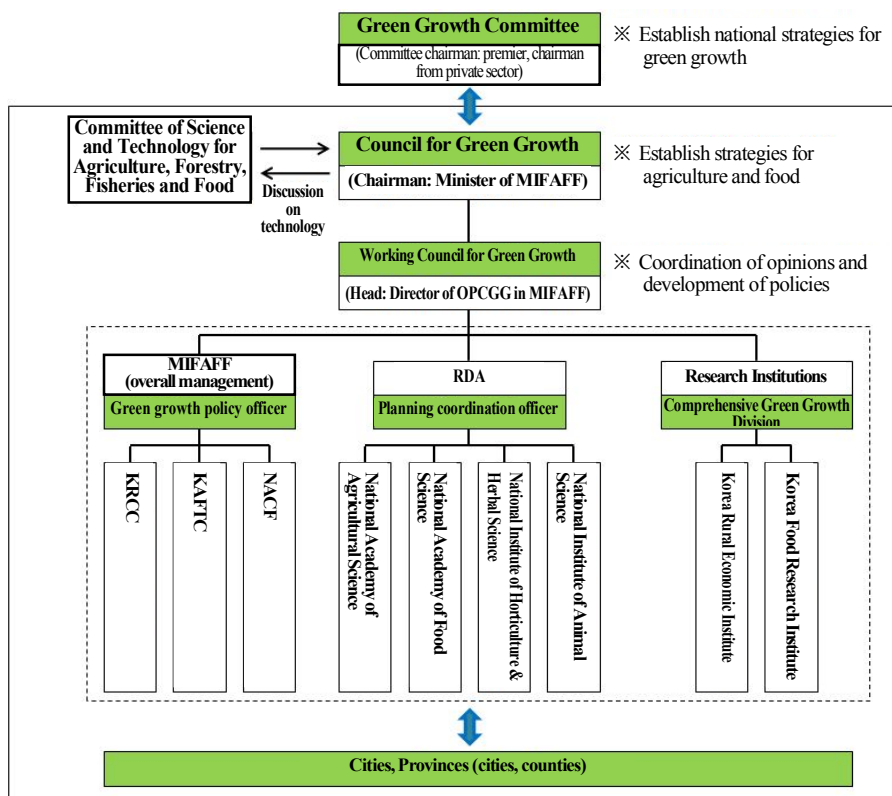 Green Growth Committee
(Committee chairman: premier, chairman
from private sector)
※ Establish national strategies for
green growth
Committee of Science
and Technology for
Agriculture, Forestry,
Fisheries and Food
Discussion
on
technology
Council for Green Growth
(Chairman: Minister of MIFAFF)
※ Establish strategies for
agriculture and food
Working Council for Green Growth
(Head: Director of OPCGG in MIFAFF)
※ Coordination of opinions and
development of policies
MIFAFF
(overall management)
Green growth policy officer
RDA
Planning coordination officer
Research Institutions
Comprehensive Green Growth
Division
KRCC
KAFTC
NACF
National Academy of
Agricultural Science
National Academy of Food
Science
National Institute of Horticulture &
Herbal Science
National Institute of Animal
Science
Korea Rural Economic Institute
Korea Food Research Institute
Cities, Provinces (cities, counties)